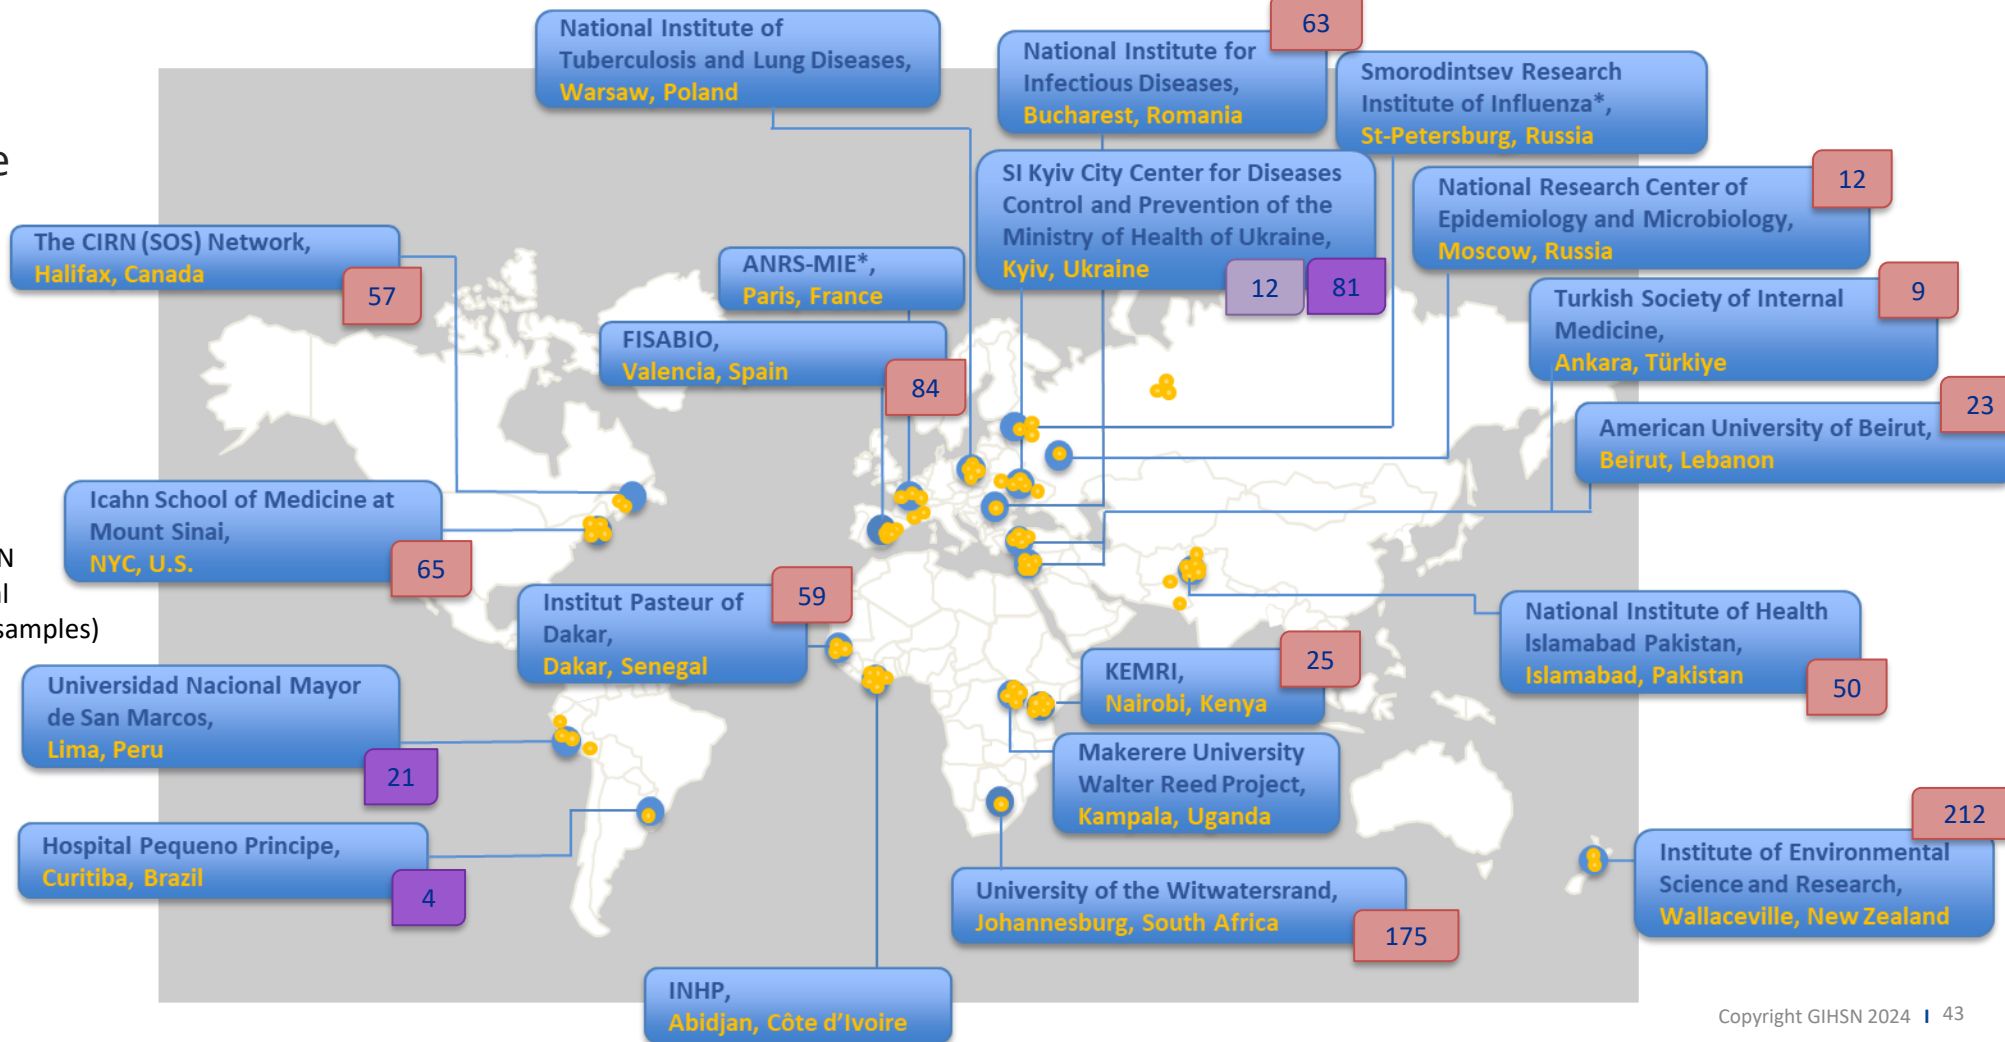 National Institute of
Tuberculosis and Lung Diseases,
Warsaw, Poland
63
National Institute for
Infectious Diseases,
Bucharest, Romania
Smorodintsev Research
Institute of Influenza*,
St-Petersburg, Russia
e
SI Kyiv City Center for Diseases
Control and Prevention of the
Ministry of Health of Ukraine,
Kyiv, Ukraine
12
81
12
National Research Center of
Epidemiology and Microbiology,
Moscow, Russia
The CIRN (SOS) Network,
Halifax, Canada
57
ANRS-MIE*,
Paris, France
9
Turkish Society of Internal
Medicine,
Ankara, Türkiye
FISABIO,
Valencia, Spain
84
23
American University of Beirut,
Beirut, Lebanon
Icahn School of Medicine at
Mount Sinai,
NYC, U.S.
65
N
l
samples)
Institut Pasteur of
Dakar,
Dakar, Senegal
59
National Institute of Health
Islamabad Pakistan,
Islamabad, Pakistan
50
KEMRI,
Nairobi, Kenya
25
Universidad Nacional Mayor
de San Marcos,
Lima, Peru
21
Makerere University
Walter Reed Project,
Kampala, Uganda
Hospital Pequeno Principe,
Curitiba, Brazil
4
212
Institute of Environmental
Science and Research,
Wallaceville, New Zealand
University of the Witwatersrand,
Johannesburg, South Africa
175
INHP,
Abidjan, Côte d'Ivoire
Copyright GIHSN 2024 I 43